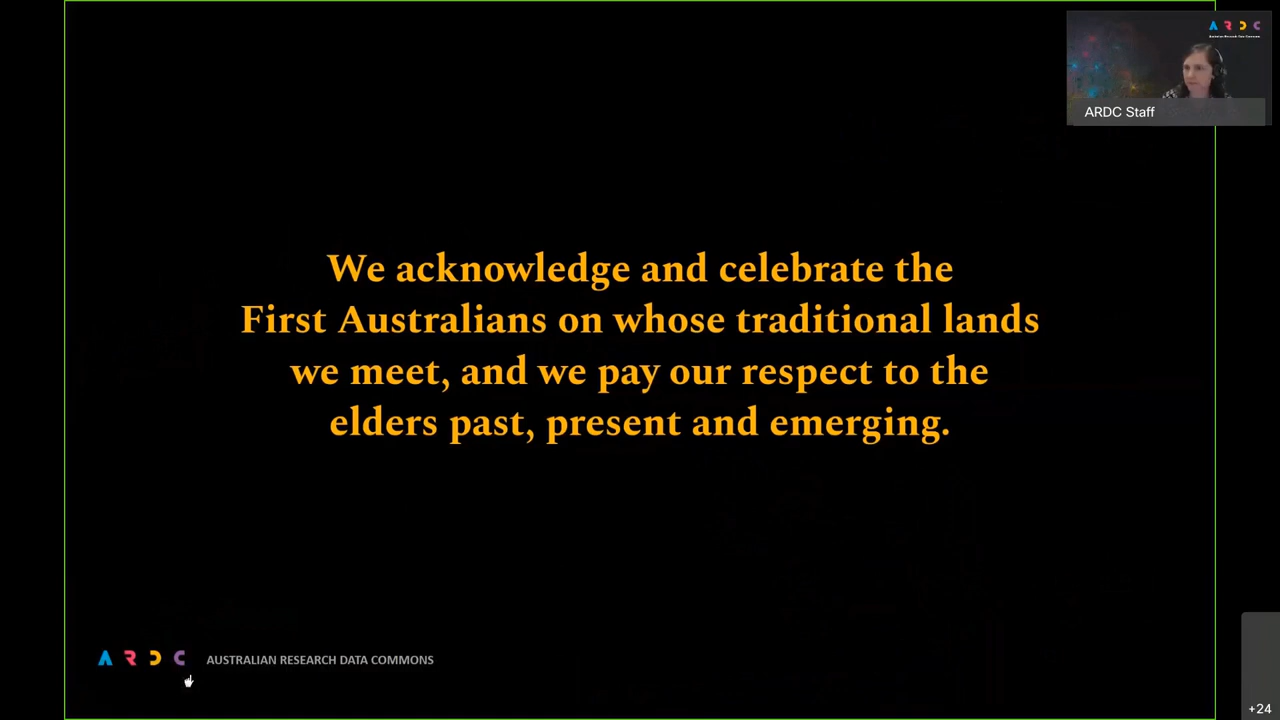 A R D C
ARDC Staff
We acknowledge and celebrate the
First Australians on whose traditional lands
we meet, and we pay our respect to the
elders past, present and emerging.
A R D C AUSTRALIAN RESEARCH DATA COMMONS
+24